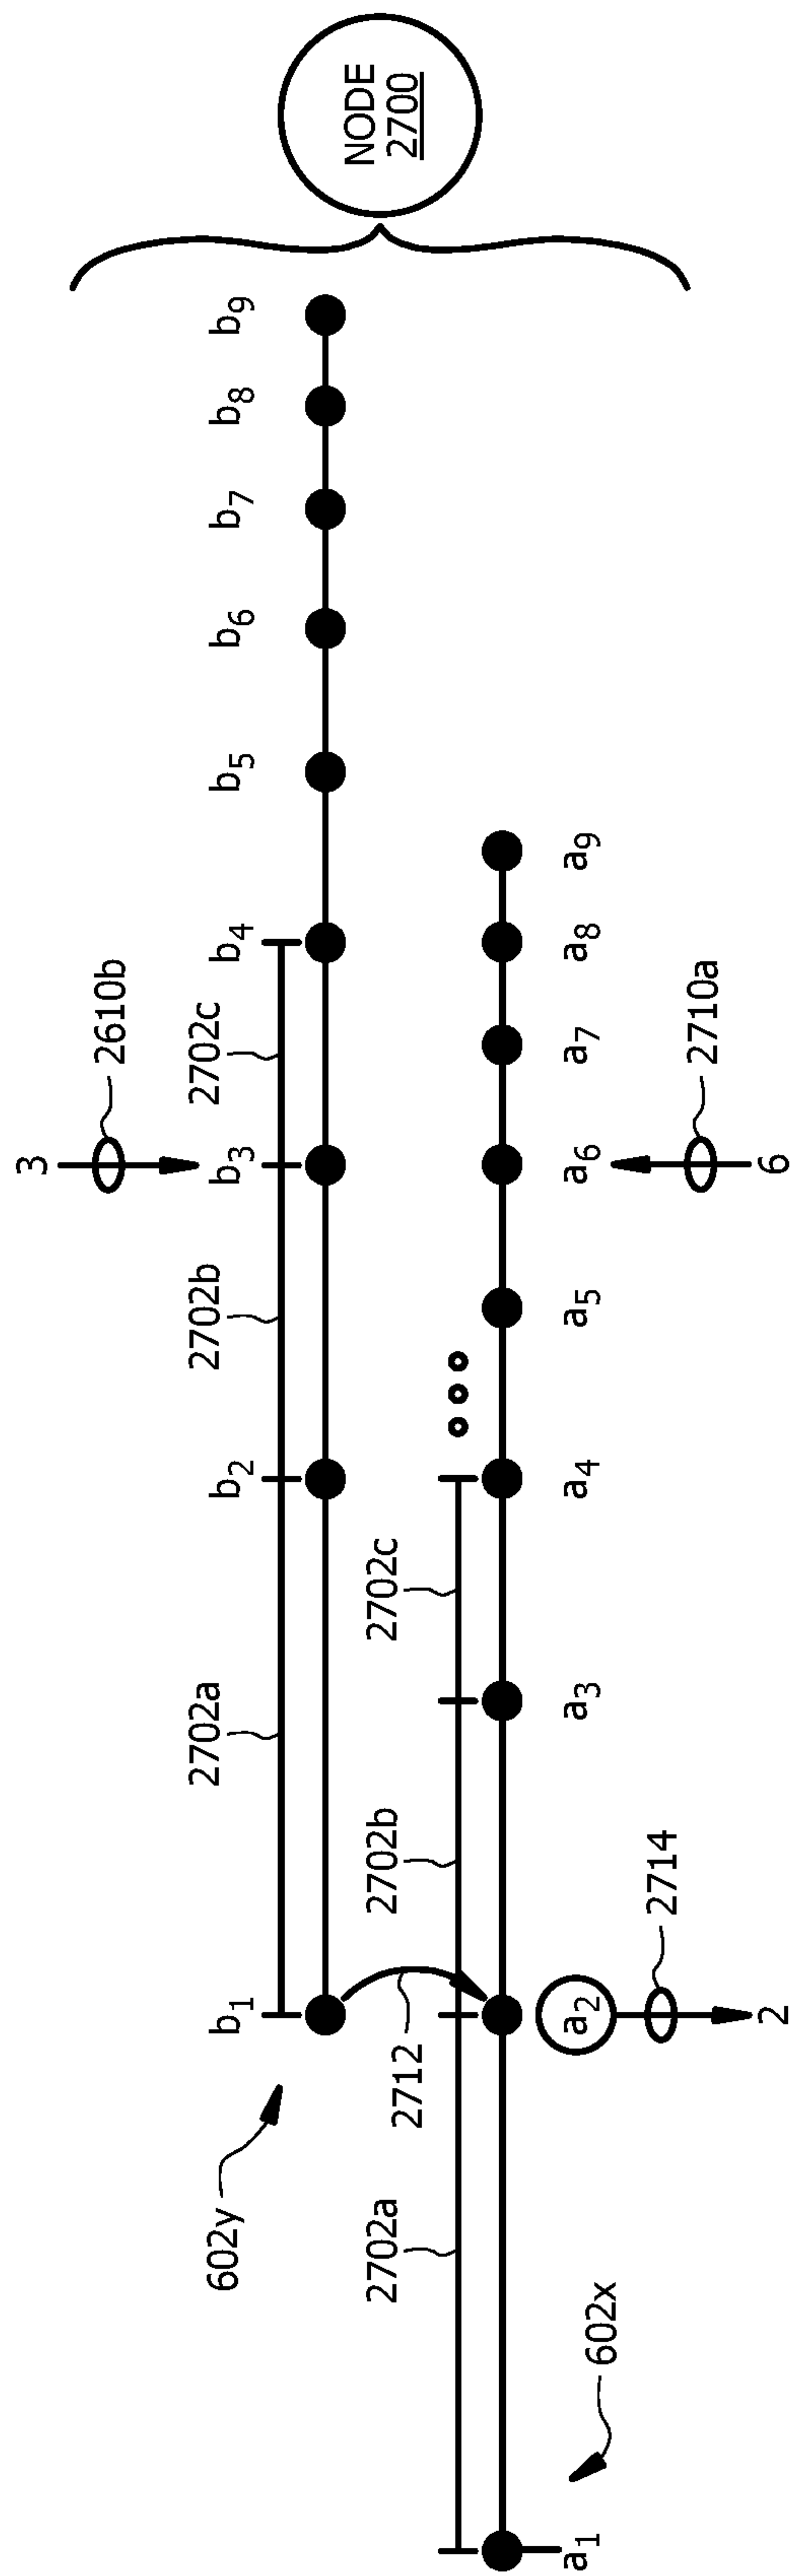 3
2610b
b1 b2 b3 b4 b5 b6 b7 b8 b9
2702a 2702b 2702c
602y
NODE
2700
2712
2702a 2702b 2702c
602x
a1 a2 a3 a4 a5 a6 a7 a8 a9
2714
2710a
2
6